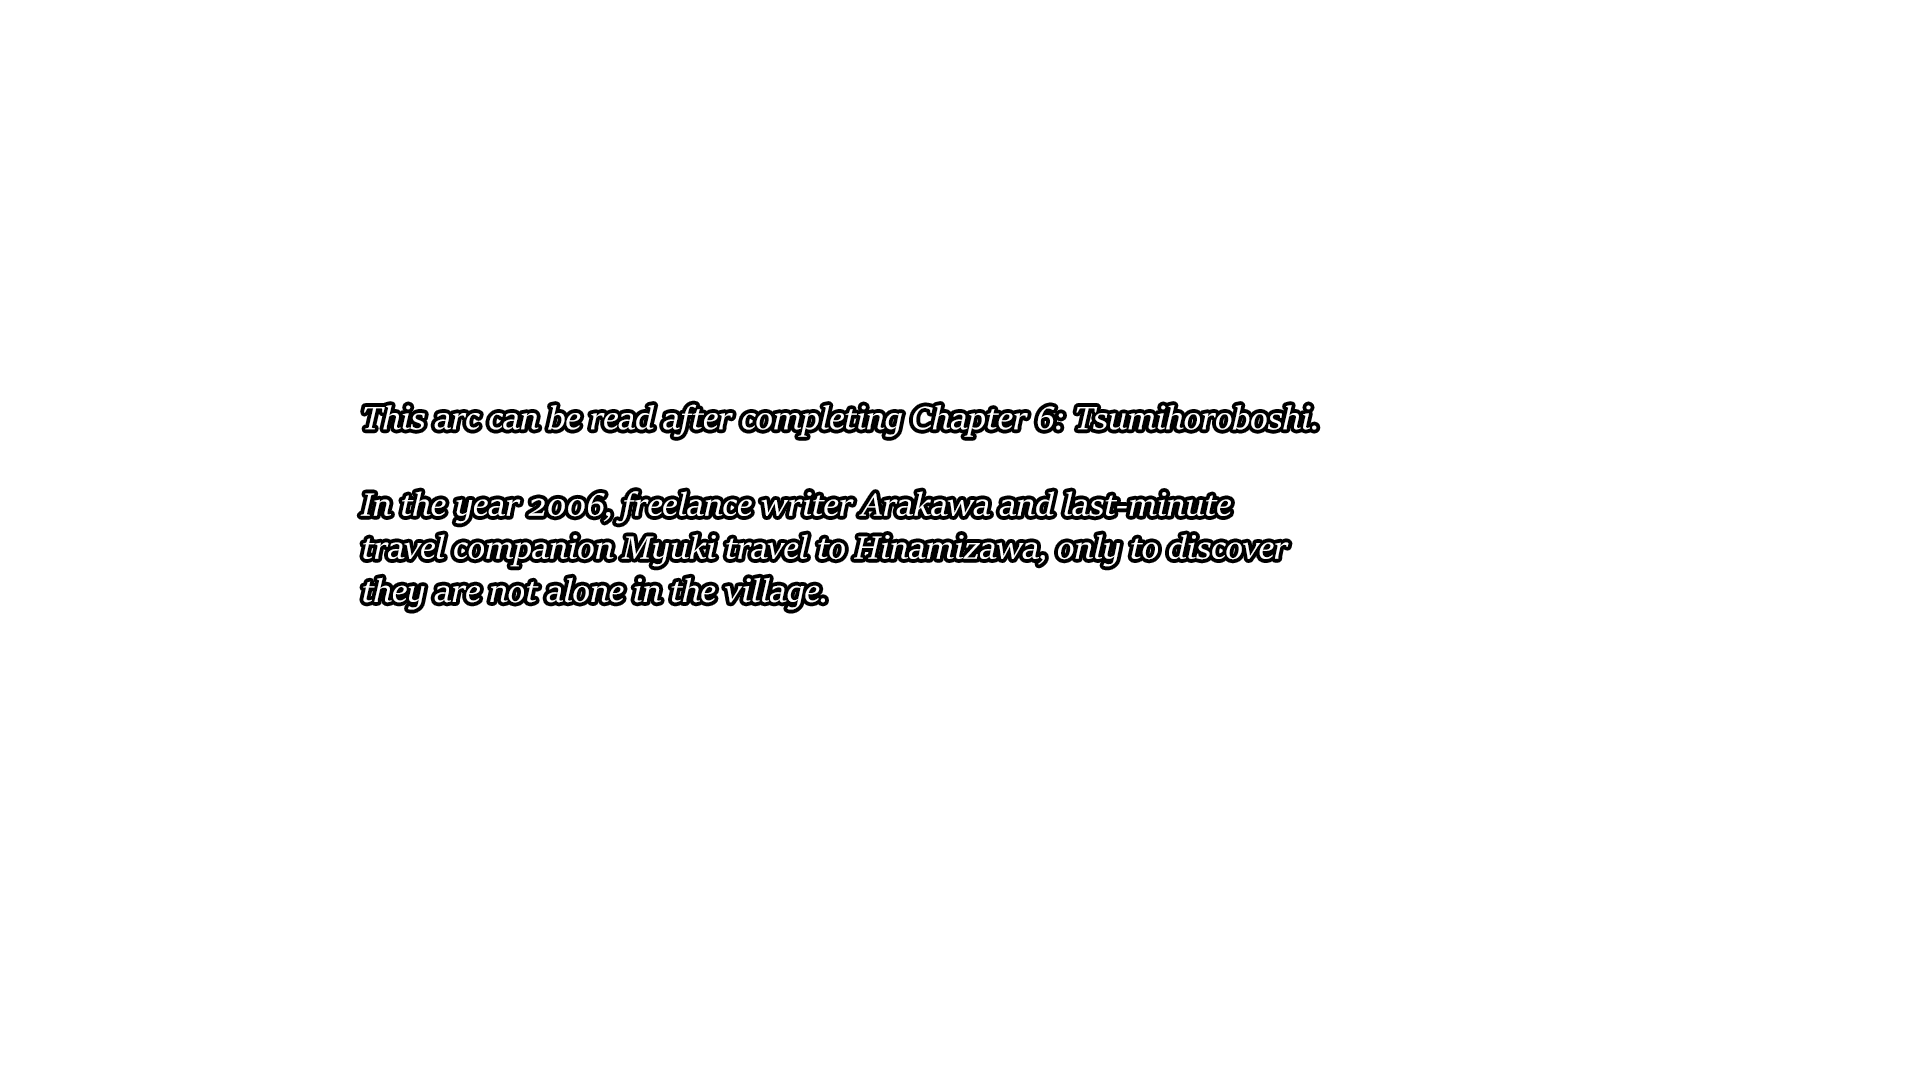 This arc can be read after completing Chapter 6: Tsumihoroboshi.
In the year 2006, freelance writer Arakawa and last-minute
travel companion Myuki travel to Hinamizawa, only to discover
they are not alone in the village.